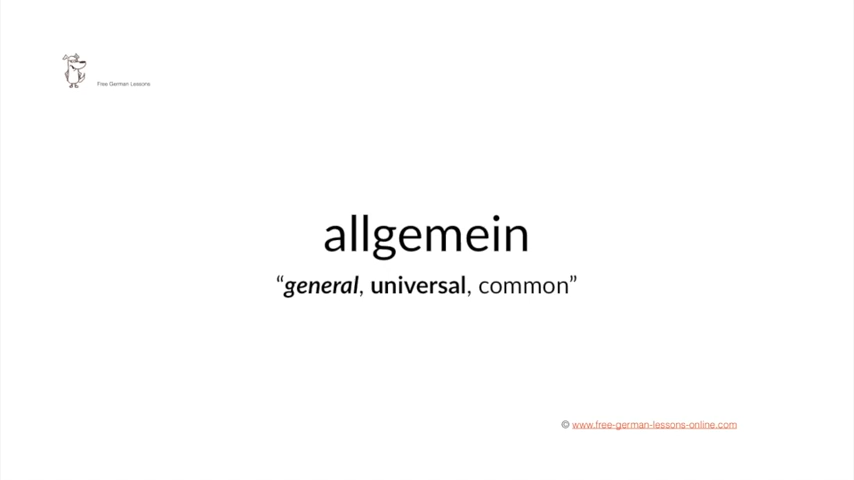 Free German Lessons
allgemein
“general, universal, common”
© www.free-german-lessons-online.com